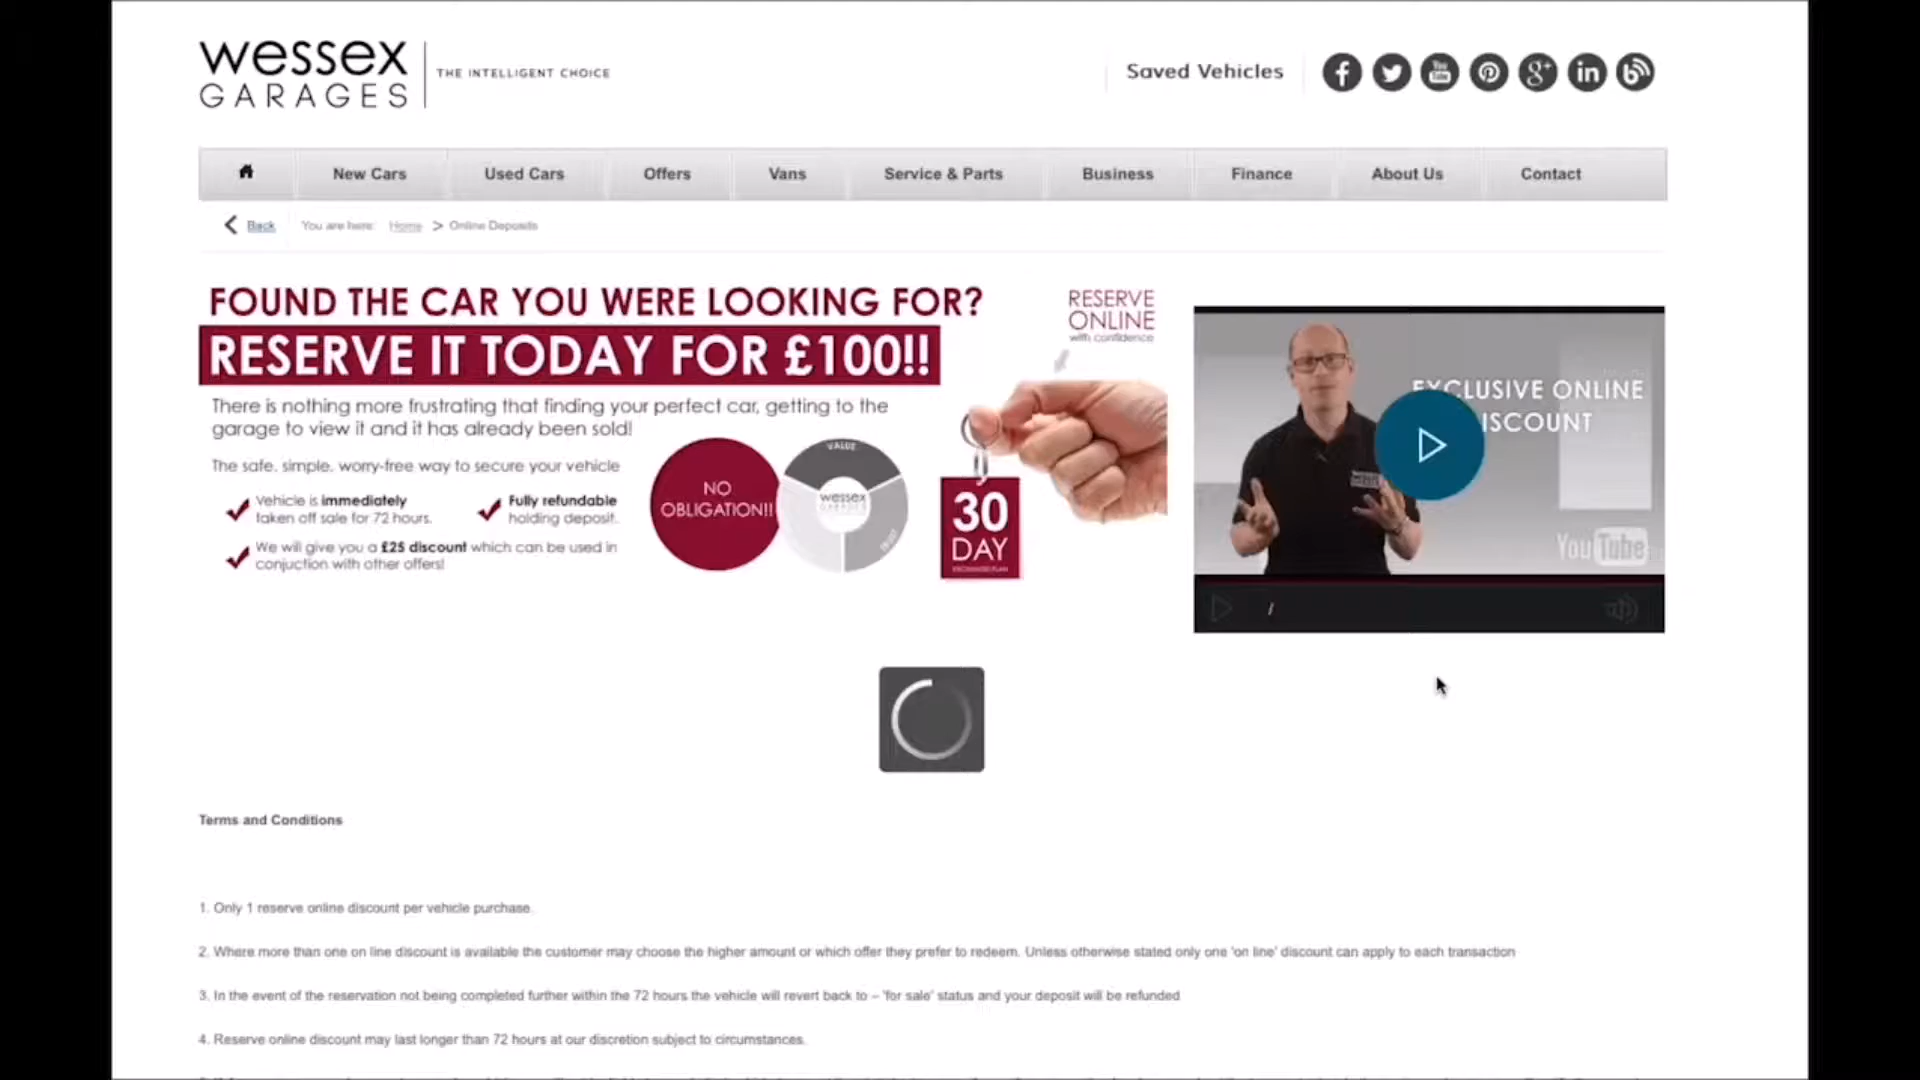 wessex
GARAGES
THE INTELLIGENT CHOICE
Saved Vehicles
New Cars
Used Cars
Offers
Vans
Service & Parts
Business
Finance
About Us
Contact
Back
You are here:
Home
> Online Deposits
FOUND THE CAR YOU WERE LOOKING FOR?
RESERVE IT TODAY FOR £100!!
There is nothing more frustrating that finding your perfect car, getting to the
garage to view it and it has already been sold!
The safe, simple, worry-free way to secure your vehicle
Vehicle is immediately
taken off sale for 72 hours.
Fully refundable
holding deposit.
We will give you a £25 discount which can be used in
conjuction with other offers!
NO
OBLIGATION!!
VALUE
wessex
GARAGES
TRUST
RESERVE
ONLINE
with confidence
30
DAY
EXCHANGE PLAN
EXCLUSIVE ONLINE
DISCOUNT
YouTube
/
Terms and Conditions
1. Only 1 reserve online discount per vehicle purchase.
2. Where more than one on line discount is available the customer may choose the higher amount or which offer they prefer to redeem. Unless otherwise stated only one 'on line' discount can apply to each transaction
3. In the event of the reservation not being completed further within the 72 hours the vehicle will revert back to – 'for sale' status and your deposit will be refunded
4. Reserve online discount may last longer than 72 hours at our discretion subject to circumstances.